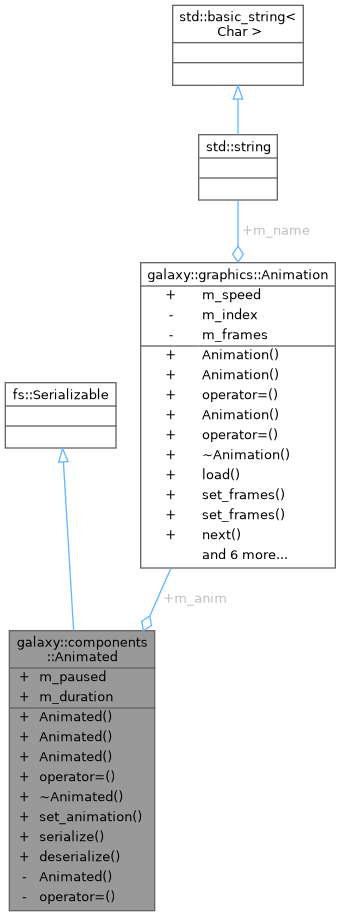 std::basic_string<
Char >
std::string
+m_name
galaxy::graphics::Animation
+ m_speed
- m_index
- m_frames
+ Animation()
+ Animation()
+ operator=()
+ Animation()
+ operator=()
+ ~Animation()
+ load()
+ set_frames()
+ set_frames()
+ next()
and 6 more...
fs::Serializable
+m_anim
galaxy::components
::Animated
+ m_paused
+ m_duration
+ Animated()
+ Animated()
+ Animated()
+ operator=()
+ ~Animated()
+ set_animation()
+ serialize()
+ deserialize()
- Animated()
- operator=()